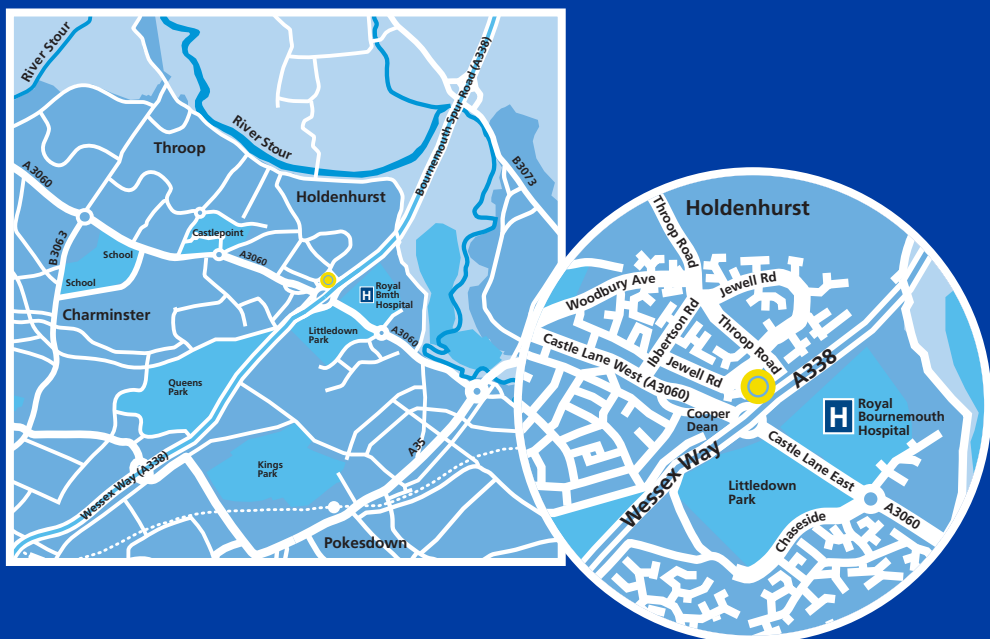 River Stour
River Stour
Throop
A3060
B3063
School
School
Charminster
Castlepoint
A3060
Holdenhurst
Bournemouth Spur Road (A338)
B3073
H
Royal
Bmth
Hospital
Littledown
Park
A3060
Queens
Park
Kings
Park
A35
Wessex Way (A338)
Pokesdown
Holdenhurst
Throop Road
Woodbury Ave
Jewell Rd
Ibbertson Rd
Throop Road
Castle Lane West (A3060)
Jewell Rd
A338
Cooper
Dean
H
Royal
Bournemouth
Hospital
Wessex Way
Castle Lane East
Littledown
Park
A3060
Chaseside